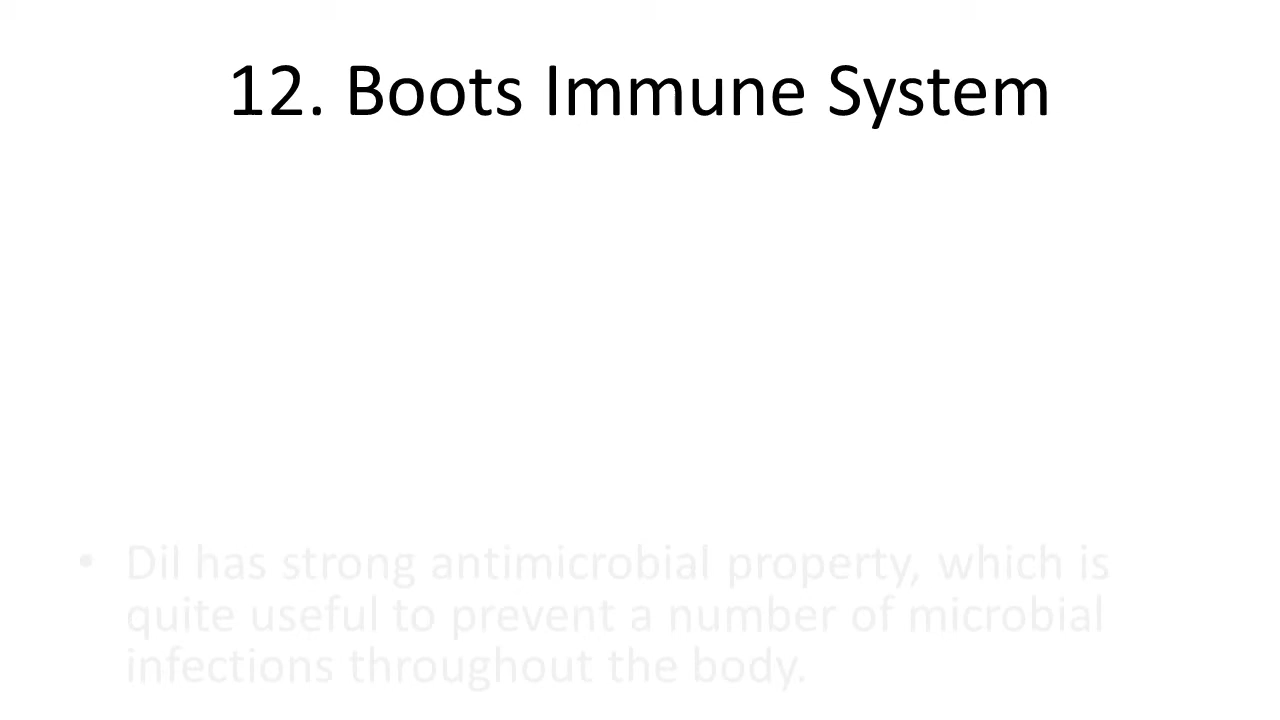 12. Boots Immune System
• Dil has strong antimicrobial property, which is
quite useful to prevent a number of microbial
infections throughout the body.